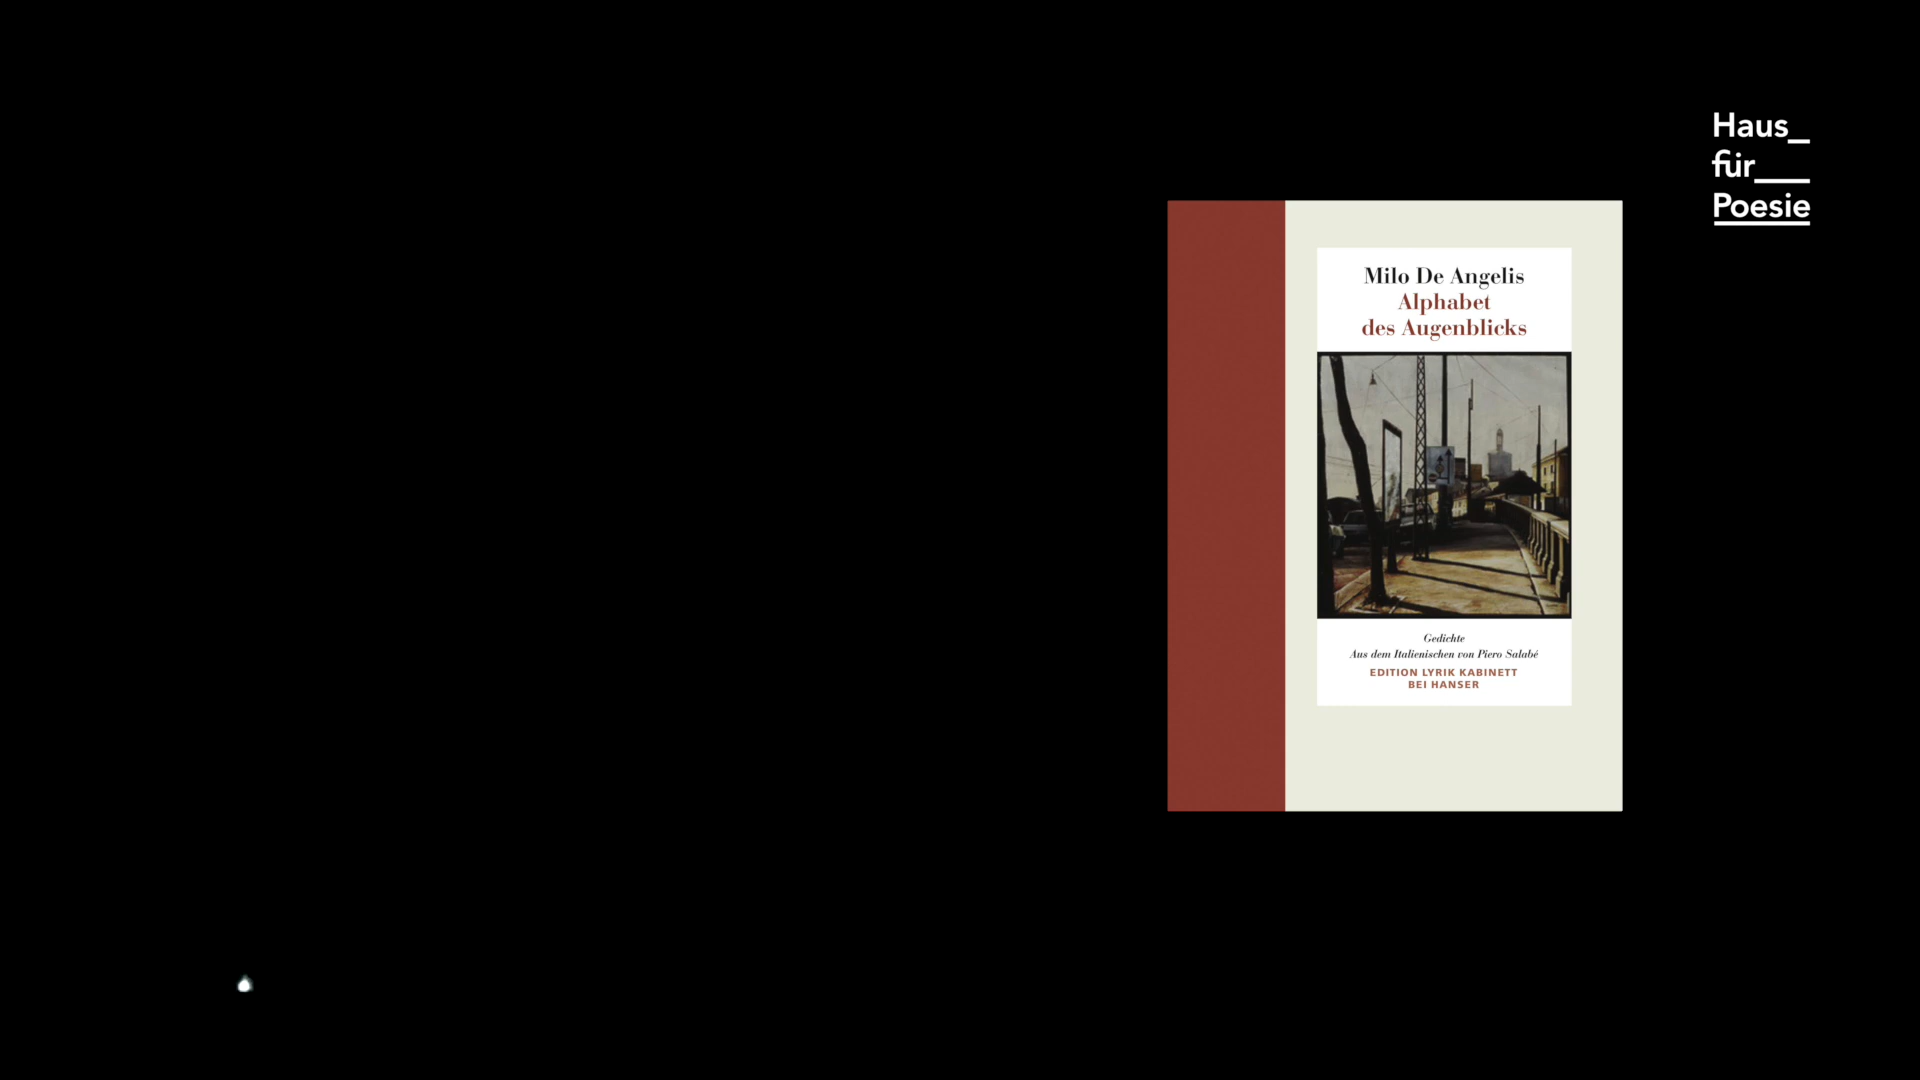 Haus_
für___
Poesie
Milo De Angelis
Alphabet
des Augenblicks
Gedichte
Aus dem Italienischen von Piero Salabé
EDITION LYRIK KABINETT
BEI HANSER